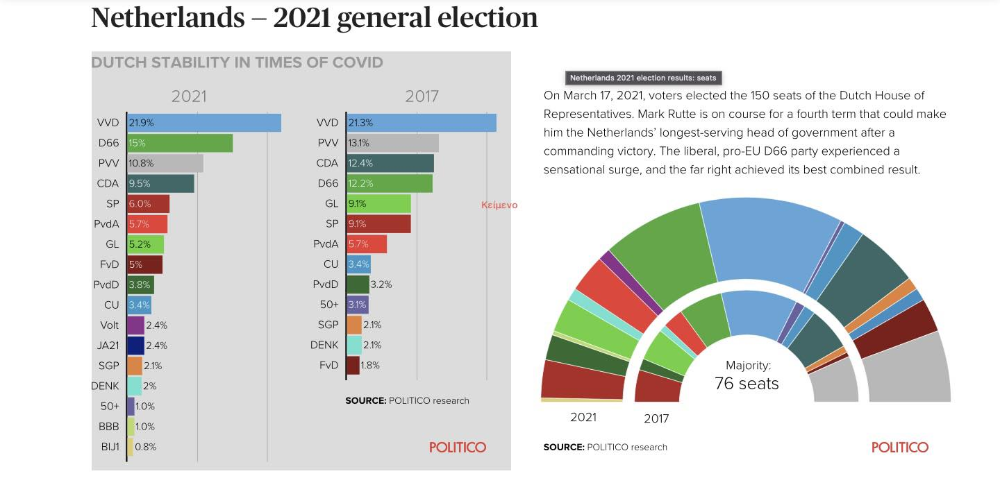 Netherlands – 2021 general election
DUTCH STABILITY IN TIMES OF COVID
2021
VVD 21.9%
D66 15%
PVV 10.8%
CDA 9.5%
SP 6.0%
PvdA 5.7%
GL 5.2%
FvD 5%
PvdD 3.8%
CU 3.4%
Volt 2.4%
JA21 2.4%
SGP 2.1%
DENK 2%
50+ 1.0%
BBB 1.0%
BIJ1 0.8%
2017
VVD 21.3%
PVV 13.1%
CDA 12.4%
D66 12.2%
GL 9.1%
SP 9.1%
PvdA 5.7%
CU 3.4%
PvdD 3.2%
50+ 3.1%
SGP 2.1%
DENK 2.1%
FvD 1.8%
SOURCE: POLITICO research
POLITICO
Κείμενο
Netherlands 2021 election results: seats
On March 17, 2021, voters elected the 150 seats of the Dutch House of
Representatives. Mark Rutte is on course for a fourth term that could make
him the Netherlands’ longest-serving head of government after a
commanding victory. The liberal, pro-EU D66 party experienced a
sensational surge, and the far right achieved its best combined result.
Majority:
76 seats
2021
2017
SOURCE: POLITICO research
POLITICO